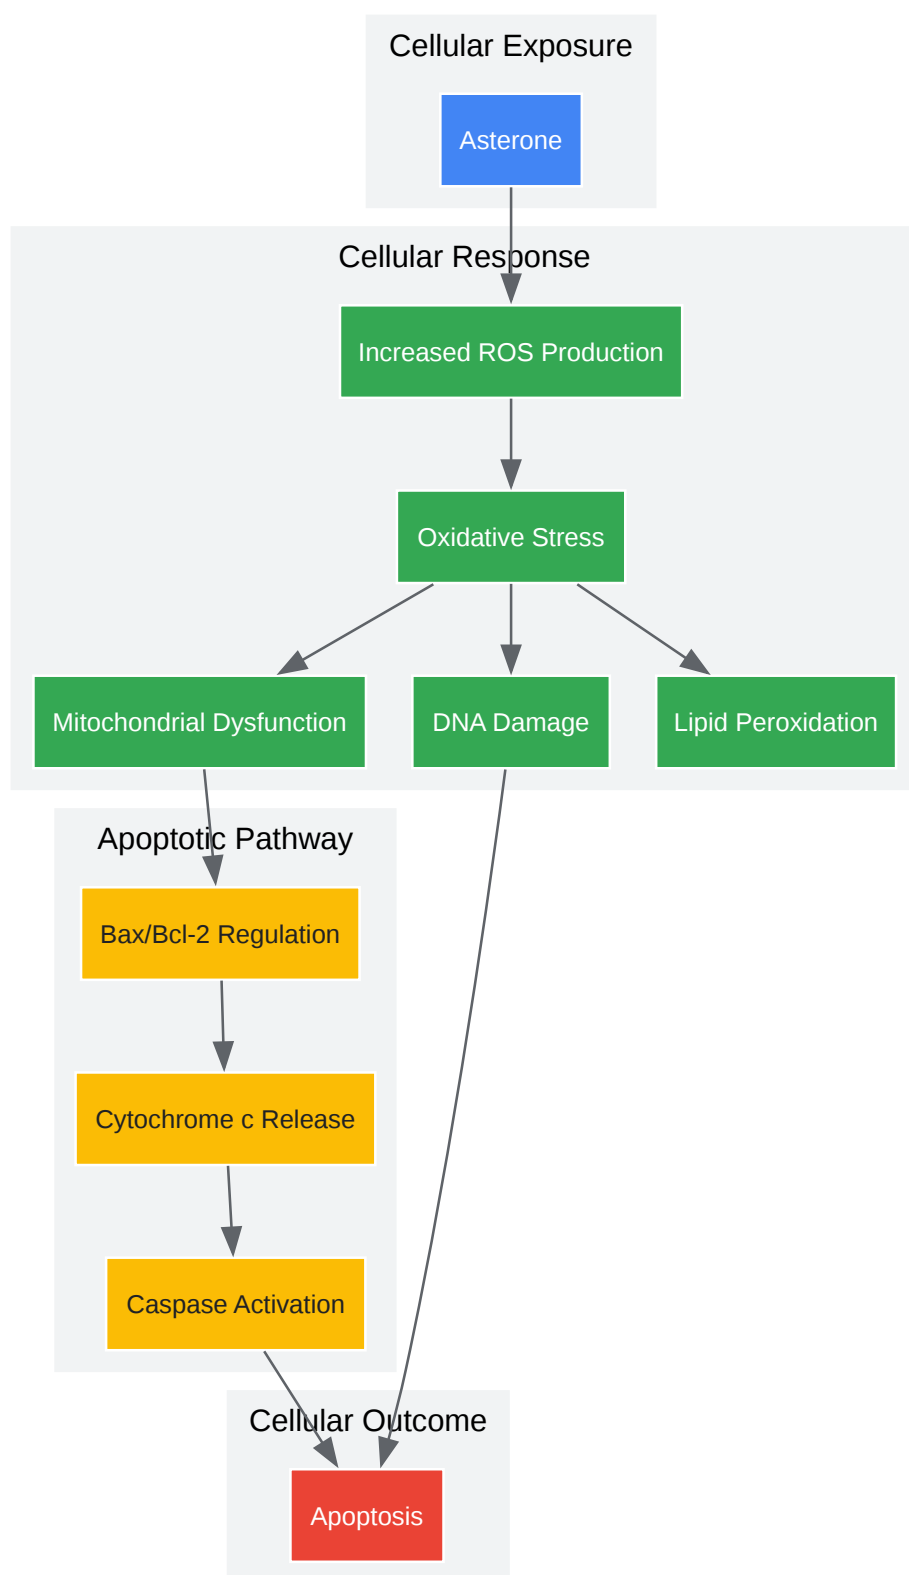 Cellular Exposure
Asterone
Cellular Response
Increased ROS Production
Oxidative Stress
Mitochondrial Dysfunction
DNA Damage
Lipid Peroxidation
Apoptotic Pathway
Bax/Bcl-2 Regulation
Cytochrome c Release
Caspase Activation
Cellular Outcome
Apoptosis